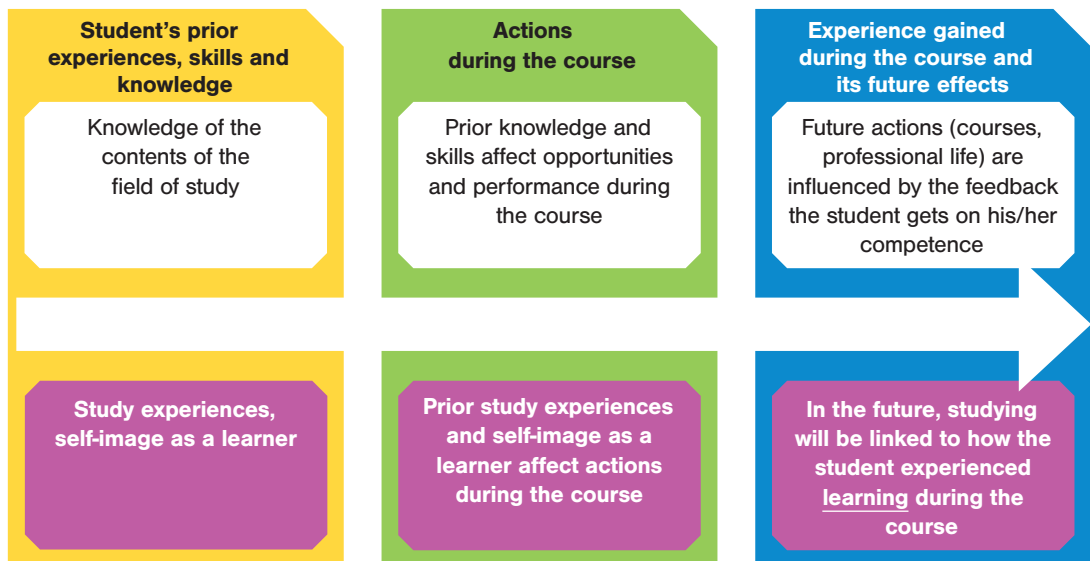 Student's prior
experiences, skills and
knowledge
Knowledge of the
contents of the
field of study
Study experiences,
self-image as a learner
Actions
during the course
Prior knowledge and
skills affect opportunities
and performance during
the course
Prior study experiences
and self-image as a
learner affect actions
during the course
Experience gained
during the course and
its future effects
Future actions (courses,
professional life) are
influenced by the feedback
the student gets on his/her
competence
In the future, studying
will be linked to how the
student experienced
learning during the
course